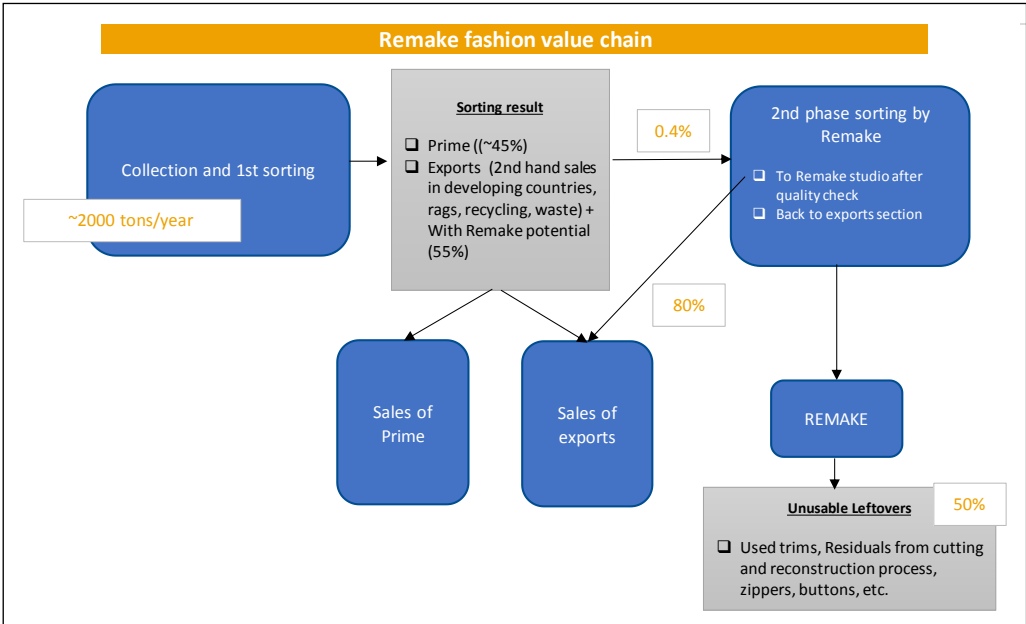 Remake fashion value chain
Collection and 1st sorting
~2000 tons/year
Sorting result
❑ Prime ((~45%)
❑ Exports (2nd hand sales
in developing countries,
rags, recycling, waste) +
With Remake potential
(55%)
0.4%
2nd phase sorting by
Remake
❑ To Remake studio after
quality check
❑ Back to exports section
80%
Sales of
Prime
Sales of
exports
REMAKE
50%
Unusable Leftovers
❑ Used trims, Residuals from cutting
and reconstruction process,
zippers, buttons, etc.